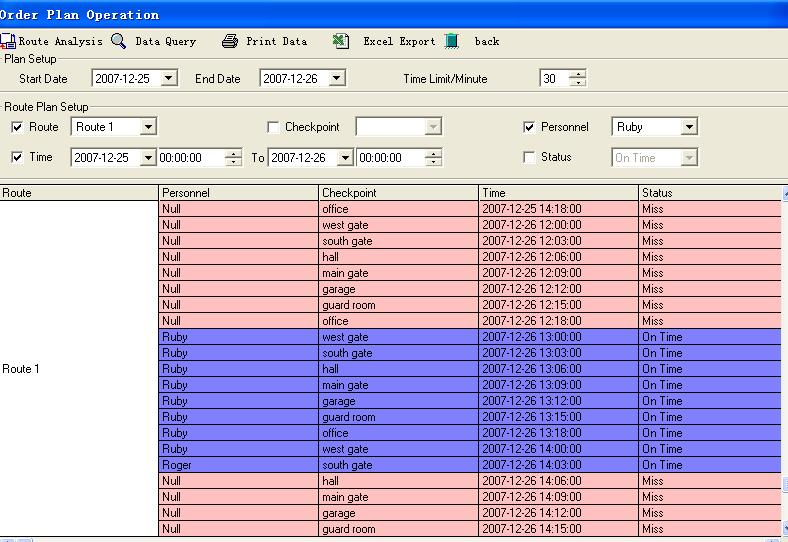 Order Plan Operation
Route Analysis Data Query Print Data Excel Export back
Plan Setup
Start Date 2007-12-25 End Date 2007-12-26 Time Limit/Minute 30
Route Plan Setup
Route Route 1 Checkpoint Personnel Ruby
Time 2007-12-25 00:00:00 To 2007-12-26 00:00:00 Status On Time
Route Personnel Checkpoint Time Status
Null office 2007-12-25 14:18:00 Miss
Null west gate 2007-12-26 12:00:00 Miss
Null south gate 2007-12-26 12:03:00 Miss
Null hall 2007-12-26 12:06:00 Miss
Null main gate 2007-12-26 12:09:00 Miss
Null garage 2007-12-26 12:12:00 Miss
Null guard room 2007-12-26 12:15:00 Miss
Null office 2007-12-26 12:18:00 Miss
Ruby west gate 2007-12-26 13:00:00 On Time
Ruby south gate 2007-12-26 13:03:00 On Time
Route 1 Ruby hall 2007-12-26 13:06:00 On Time
Ruby main gate 2007-12-26 13:09:00 On Time
Ruby garage 2007-12-26 13:12:00 On Time
Ruby guard room 2007-12-26 13:15:00 On Time
Ruby office 2007-12-26 13:18:00 On Time
Ruby west gate 2007-12-26 14:00:00 On Time
Roger south gate 2007-12-26 14:03:00 On Time
Null hall 2007-12-26 14:06:00 Miss
Null main gate 2007-12-26 14:09:00 Miss
Null garage 2007-12-26 14:12:00 Miss
Null guard room 2007-12-26 14:15:00 Miss